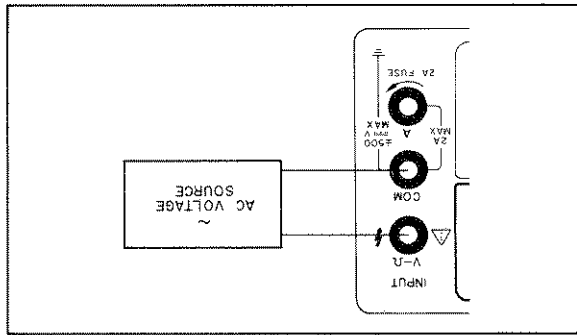 INPUT
V-Ω
COM
2A
MAX
A
±500
MAX
2A FUSE
~
AC VOLTAGE
SOURCE